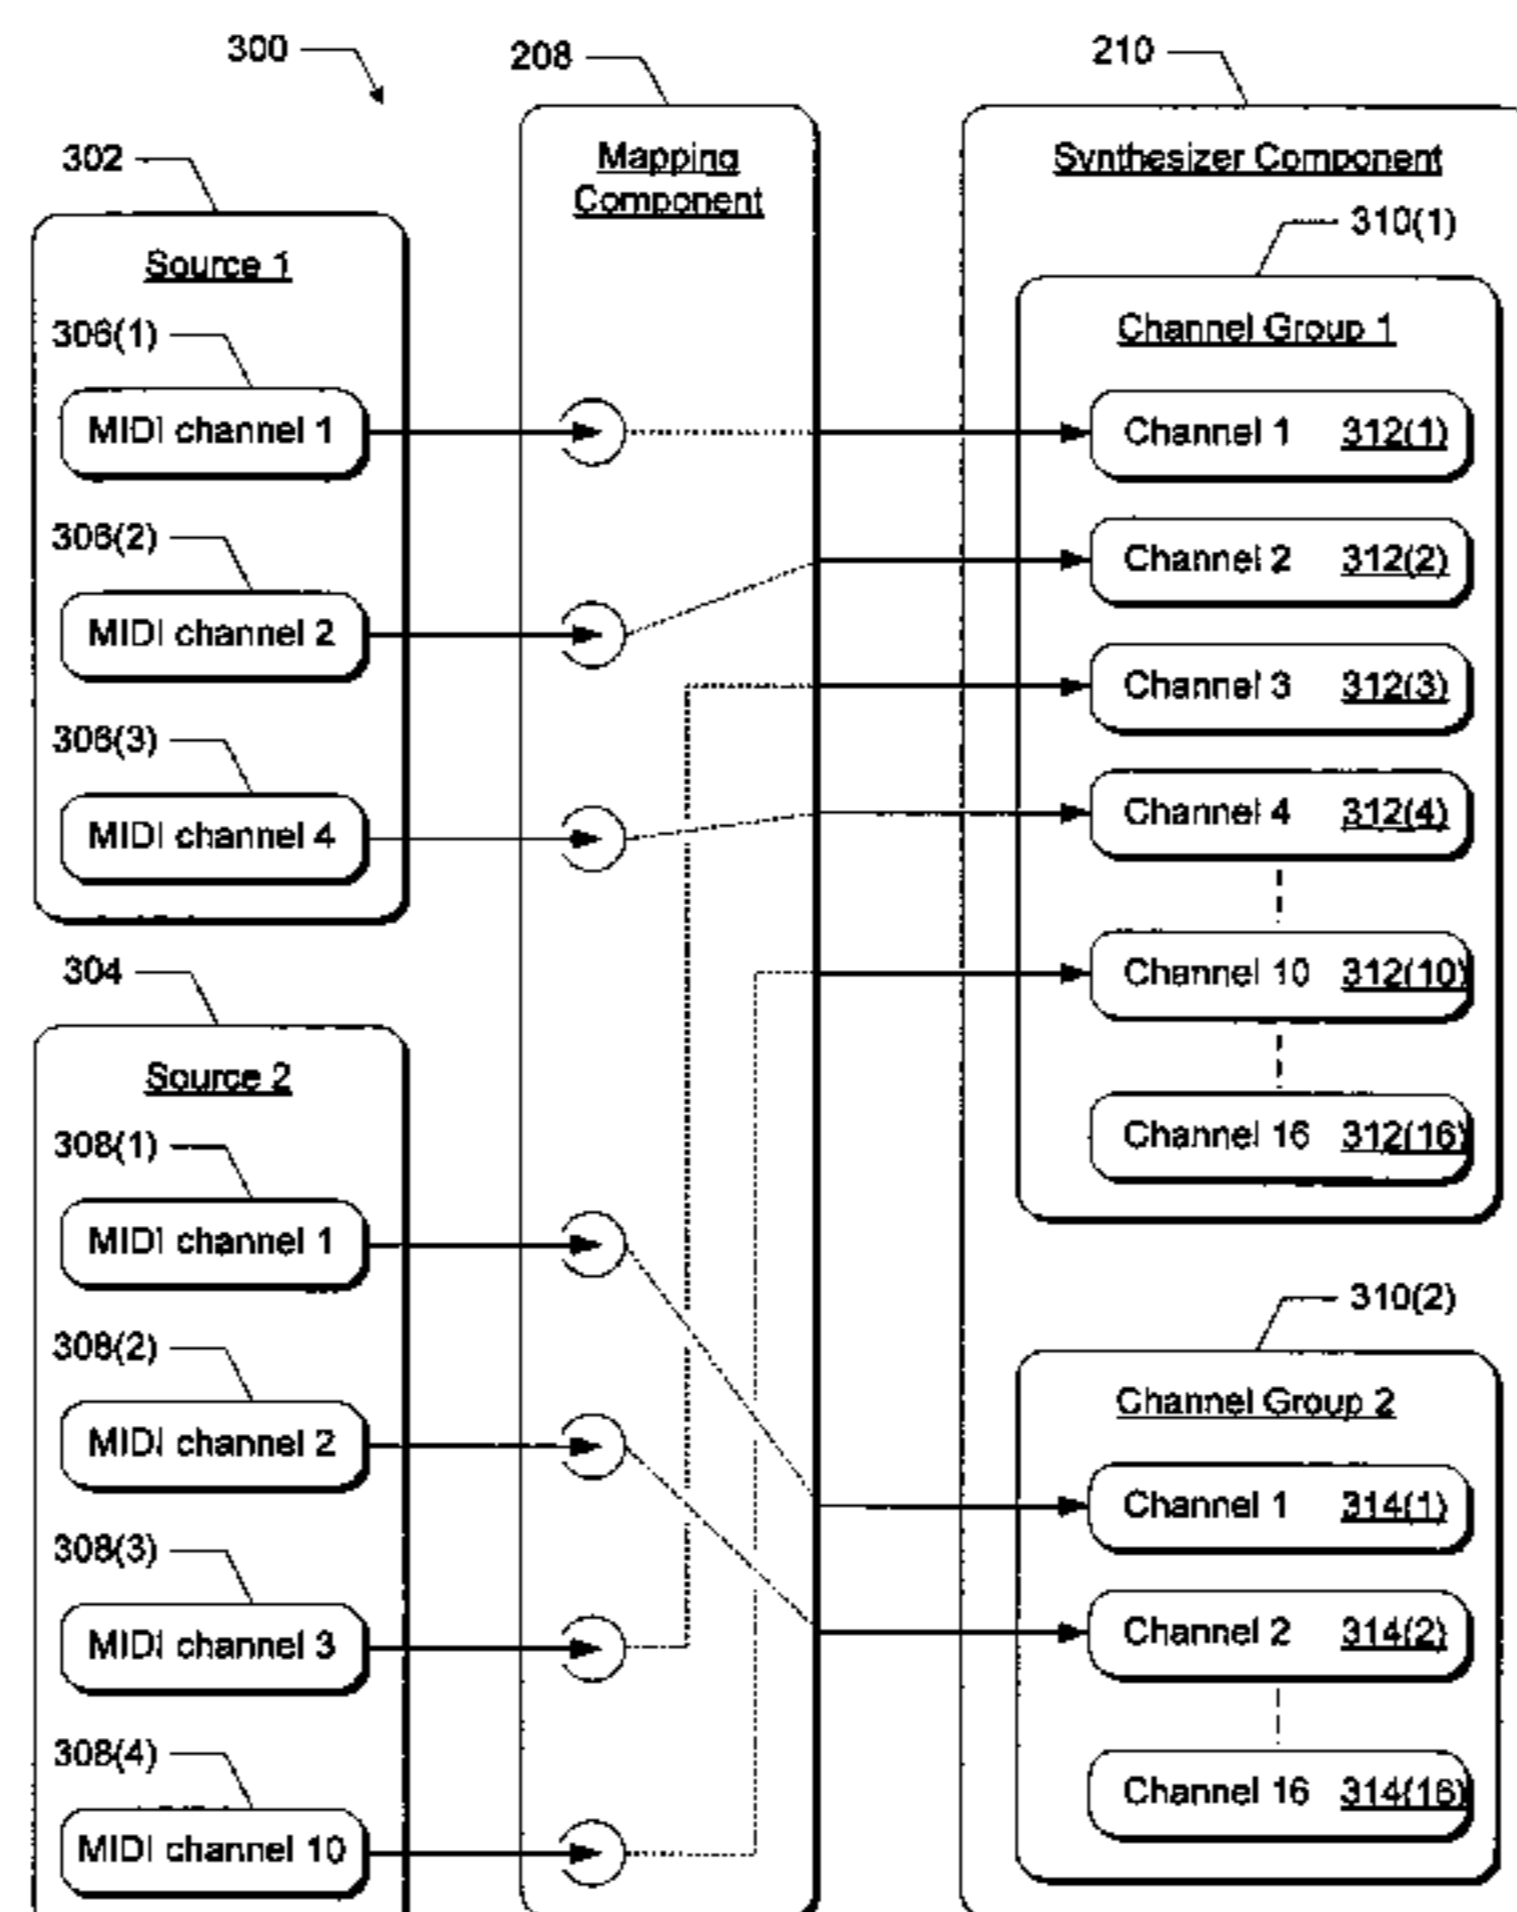 300
208
210
302
Mapping
Component
Synthesizer Component
310(1)
Source 1
Channel Group 1
306(1)
MIDI channel 1
Channel 1 312(1)
306(2)
Channel 2 312(2)
MIDI channel 2
Channel 3 312(3)
306(3)
MIDI channel 4
Channel 4 312(4)
304
Channel 10 312(10)
Source 2
308(1)
Channel 16 312(16)
MIDI channel 1
310(2)
308(2)
Channel Group 2
MIDI channel 2
Channel 1 314(1)
308(3)
MIDI channel 3
Channel 2 314(2)
308(4)
Channel 16 314(16)
MIDI channel 10